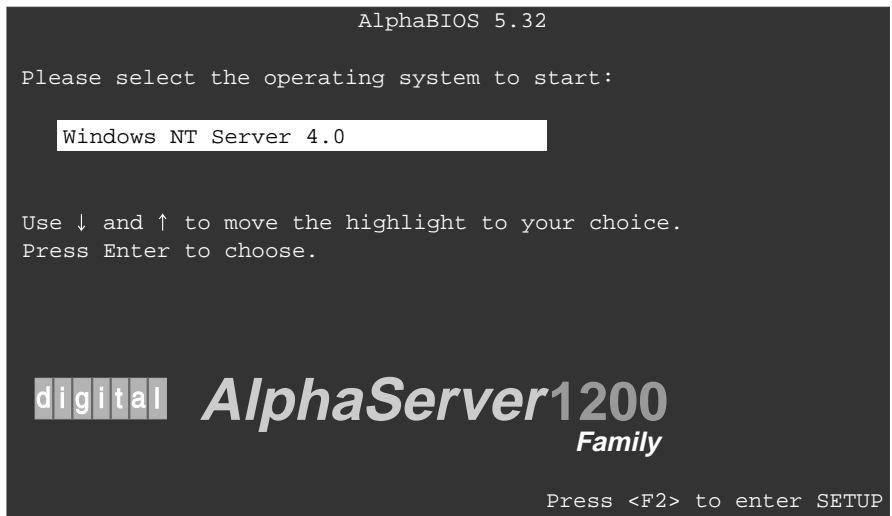 AlphaBIOS 5.32
Please select the operating system to start:
Windows NT Server 4.0
Use ↓ and ↑ to move the highlight to your choice.
Press Enter to choose.
digital AlphaServer1200
Family
Press <F2> to enter SETUP